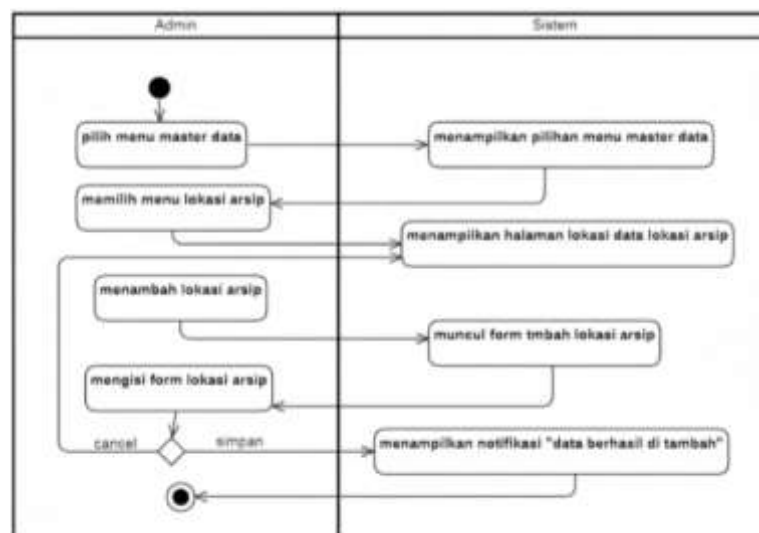 Admin
Sistem
pilih menu master data
menampilkan pilihan menu master data
memilih menu lokasi arsip
menampilkan halaman lokasi data lokasi arsip
menambah lokasi arsip
muncul form tmbah lokasi arsip
mengisi form lokasi arsip
cancel
simpan
menampilkan notifikasi "data berhasil di tambah"